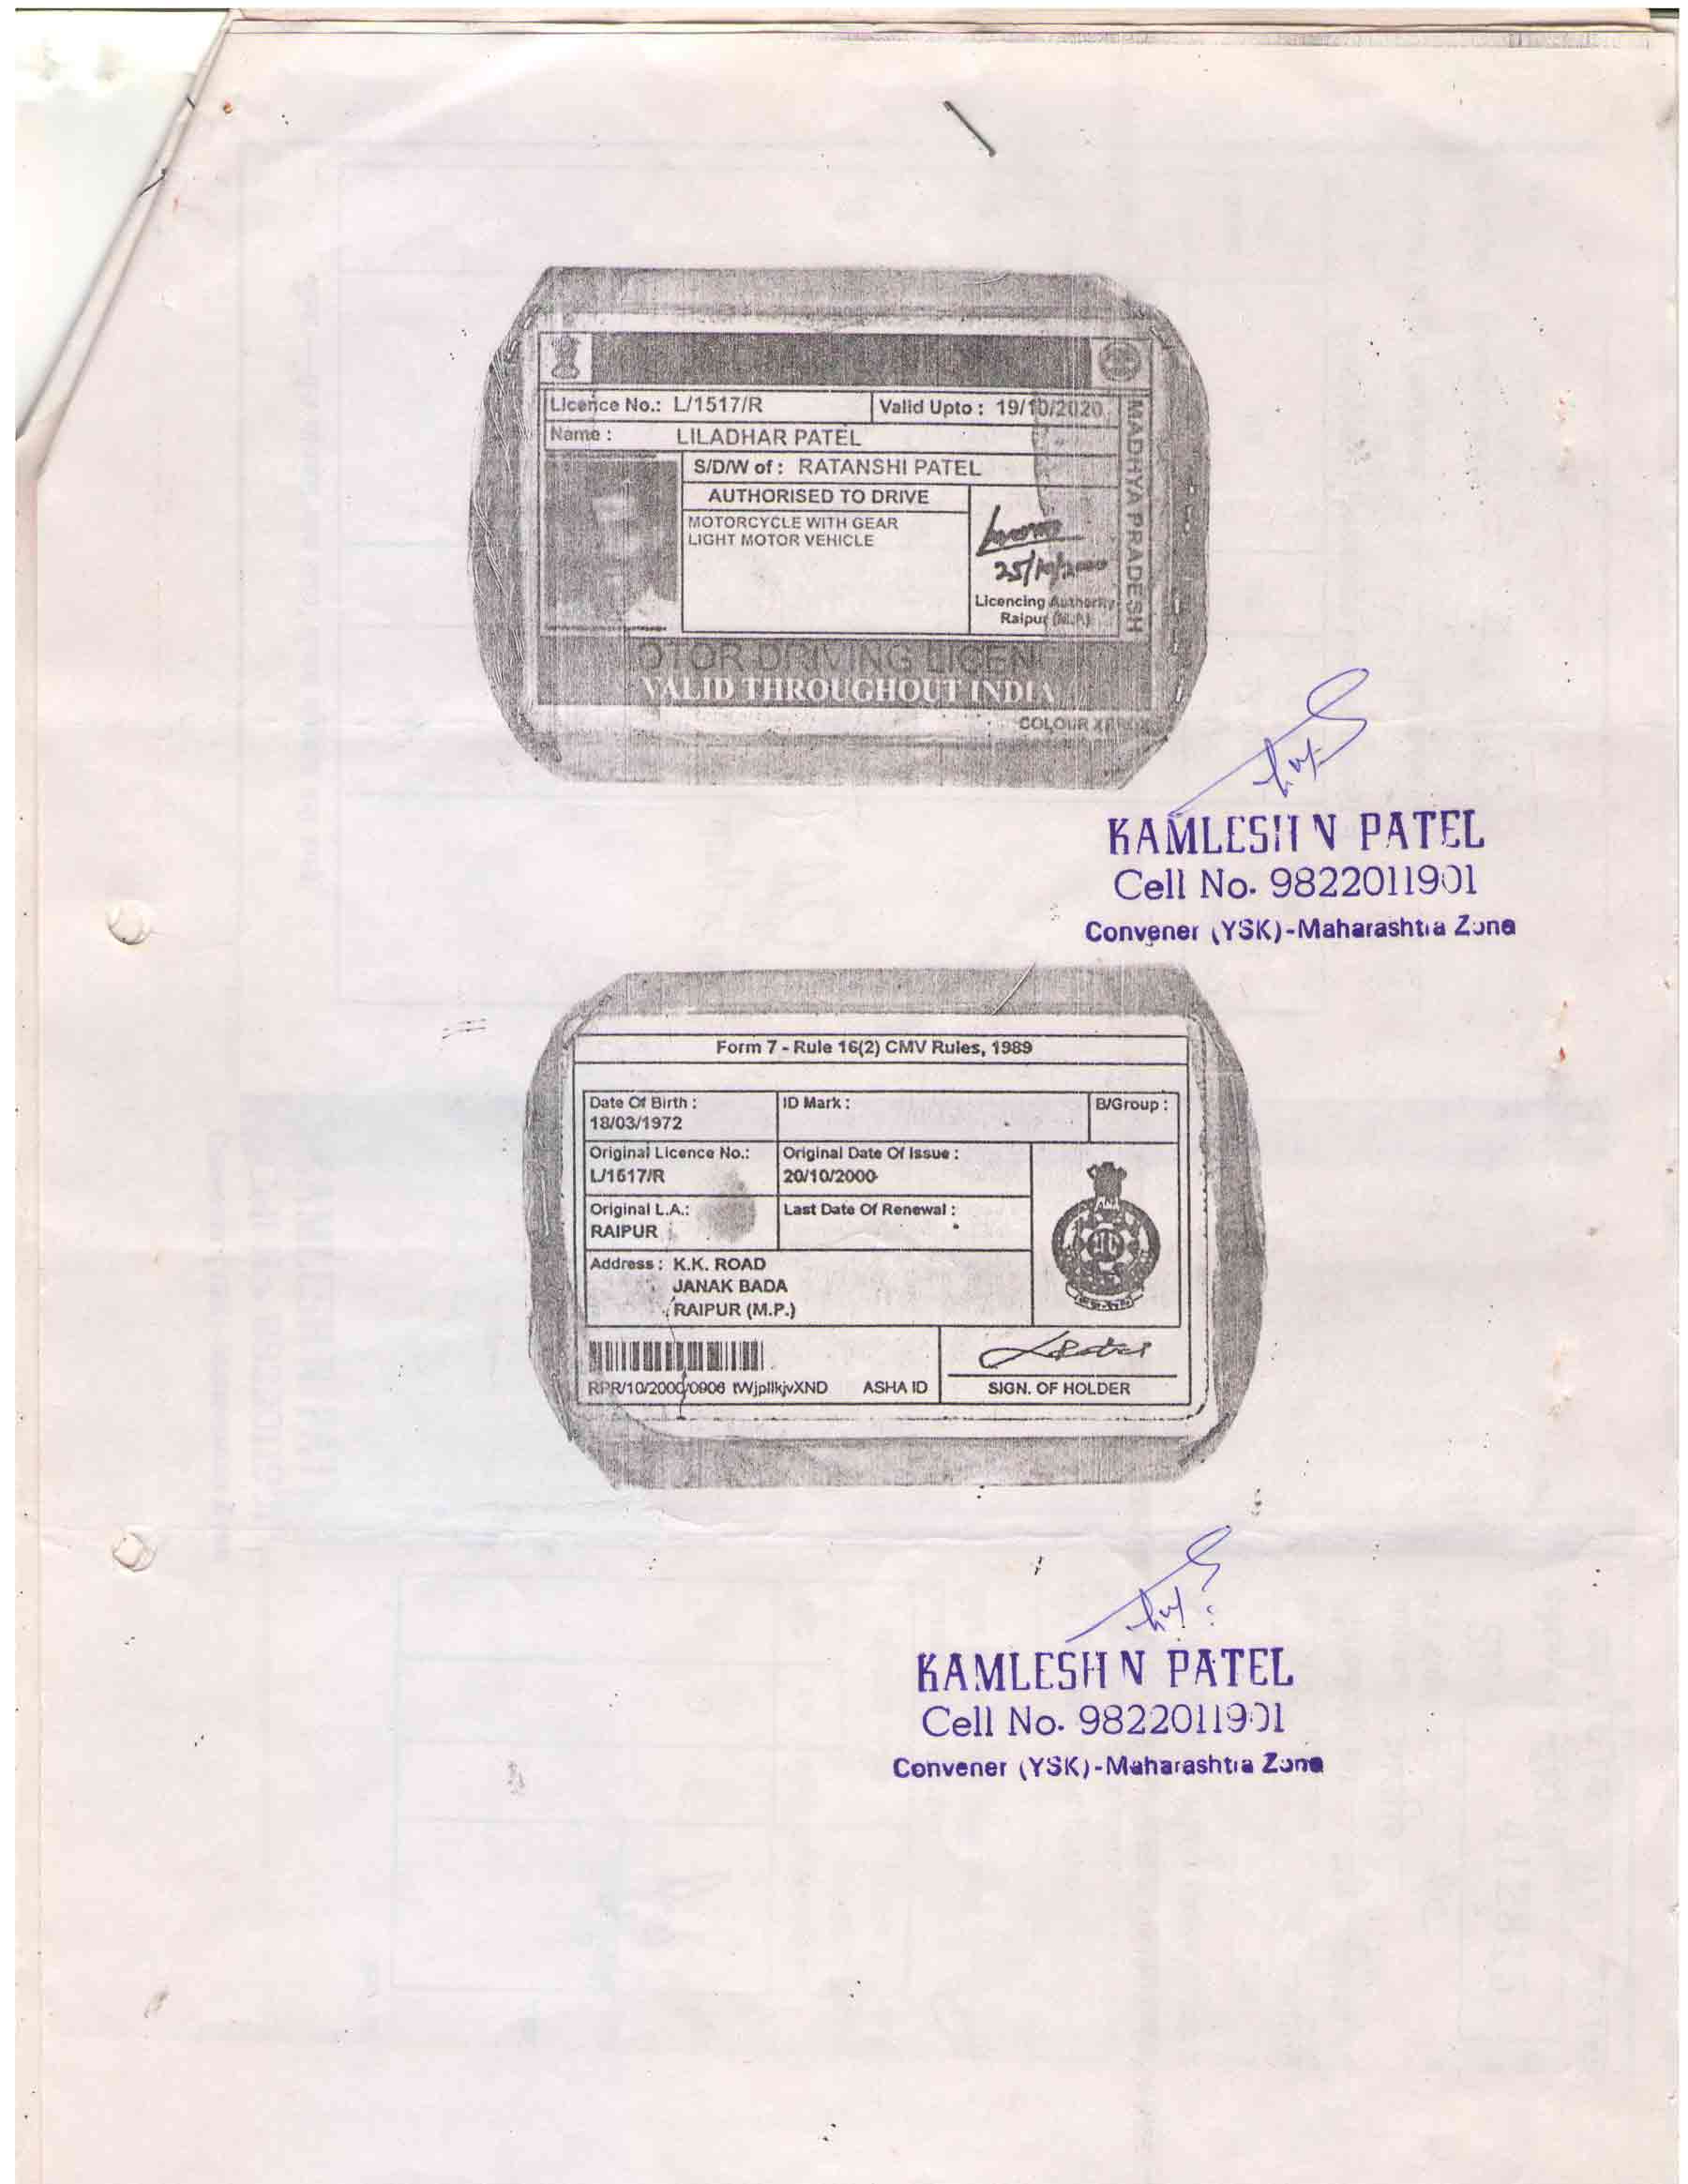 Licence No.: L/1517/R Valid Upto : 19/10/2020
Name : LILADHAR PATEL
S/D/W of : RATANSHI PATEL
AUTHORISED TO DRIVE
MOTORCYCLE WITH GEAR
LIGHT MOTOR VEHICLE
25/10/2000
Licencing Authority
Raipur (M.P.)
MADHYA PRADESH
OTOR DRIVING LICEN
VALID THROUGHOUT INDIA
COLOUR XEROX
KAMLESH N PATEL
Cell No. 9822011901
Convener (YSK)-Maharashtra Zone
Form 7 - Rule 16(2) CMV Rules, 1989
Date Of Birth : ID Mark : B/Group :
18/03/1972
Original Licence No.: Original Date Of Issue :
L/1517/R 20/10/2000
Original L.A.: Last Date Of Renewal :
RAIPUR
Address : K.K. ROAD
JANAK BADA
RAIPUR (M.P.)
RPR/10/2000/0906 tWjpllkjvXND ASHA ID SIGN. OF HOLDER
KAMLESH N PATEL
Cell No. 9822011901
Convener (YSK)-Maharashtra Zone